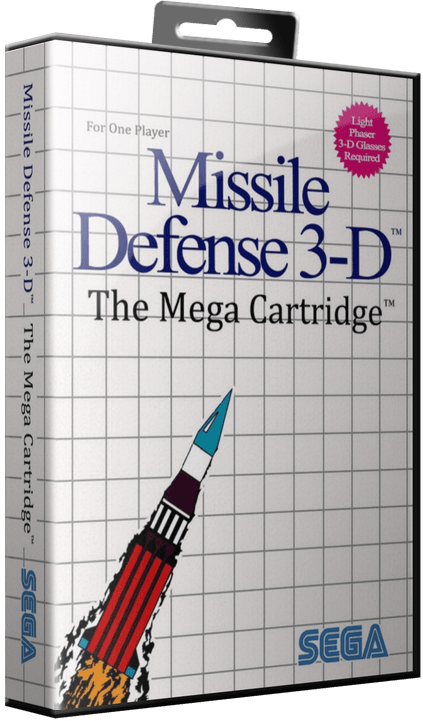 Missile Defense 3-D™ The Mega Cartridge™ SEGA
For One Player
Light
Phaser
3-D Glasses
Required
Missile
Defense 3-D™
The Mega Cartridge™
SEGA